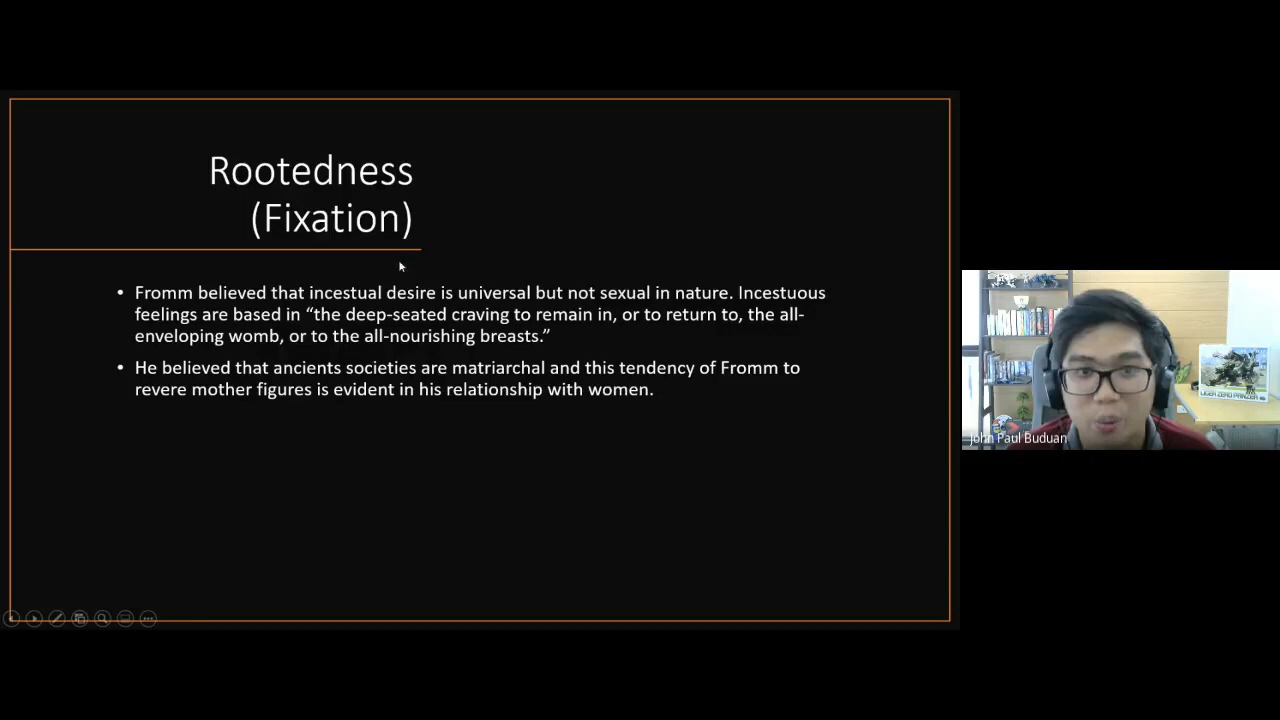 Rootedness
(Fixation)
• Fromm believed that incestual desire is universal but not sexual in nature. Incestuous
feelings are based in “the deep-seated craving to remain in, or to return to, the all-
enveloping womb, or to the all-nourishing breasts.”
• He believed that ancients societies are matriarchal and this tendency of Fromm to
revere mother figures is evident in his relationship with women.
LIGER ZERO PANZER
John Paul Buduan